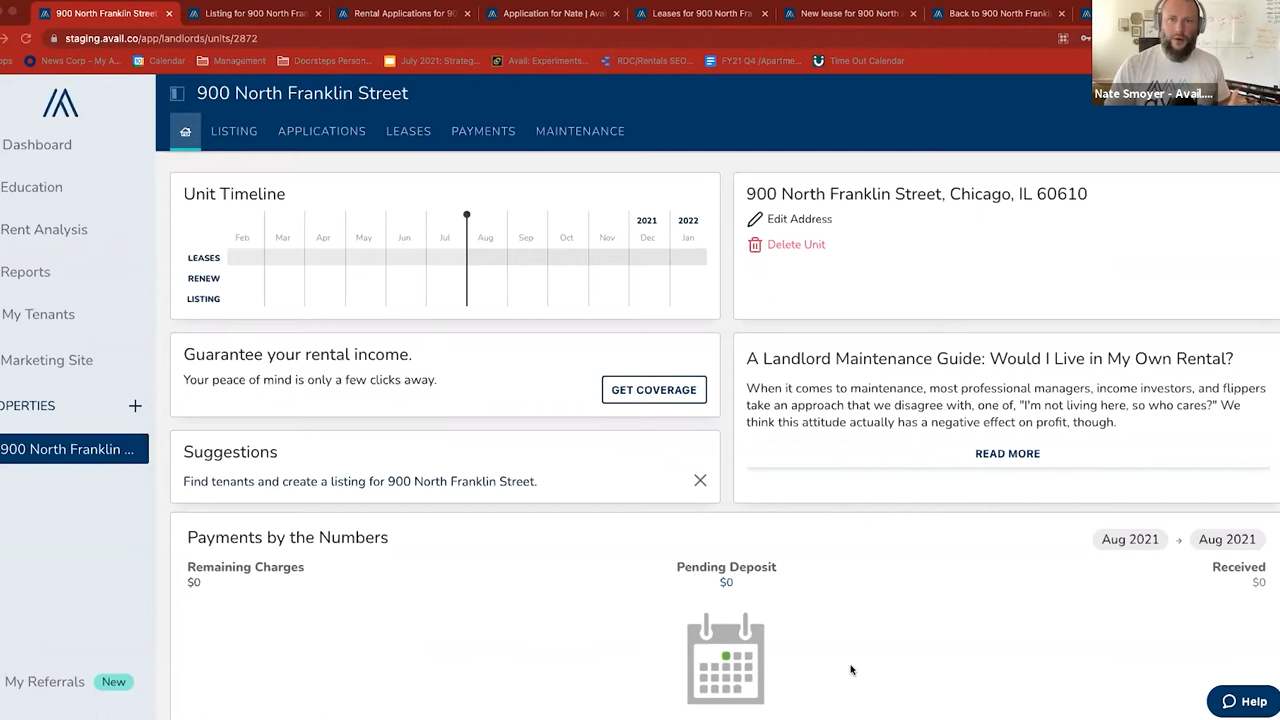 900 North Franklin Street
Listing for 900 North Fran
Rental Applications for 90
Application for Nate | Avail
Leases for 900 North Fra
New lease for 900 North
Back to 900 North Frankli
staging.avail.co/app/landlords/units/2872
ps
News Corp - My A...
Calendar
Management
Doorsteps Person...
July 2021: Strateg...
Avail: Experiments...
RDC/Rentals SEO...
FY21 Q4 /Apartme...
Time Out Calendar
Nate Smoyer - Avail....
900 North Franklin Street
LISTING
APPLICATIONS
LEASES
PAYMENTS
MAINTENANCE
Dashboard
Education
Rent Analysis
Reports
My Tenants
Marketing Site
OPERTIES
900 North Franklin ...
My Referrals New
Unit Timeline
2021 2022
Feb Mar Apr May Jun Jul Aug Sep Oct Nov Dec Jan
LEASES
RENEW
LISTING
900 North Franklin Street, Chicago, IL 60610
Edit Address
Delete Unit
Guarantee your rental income.
Your peace of mind is only a few clicks away.
GET COVERAGE
A Landlord Maintenance Guide: Would I Live in My Own Rental?
When it comes to maintenance, most professional managers, income investors, and flippers
take an approach that we disagree with, one of, "I'm not living here, so who cares?" We
think this attitude actually has a negative effect on profit, though.
READ MORE
Suggestions
Find tenants and create a listing for 900 North Franklin Street.
Payments by the Numbers
Aug 2021 → Aug 2021
Remaining Charges
$0
Pending Deposit
$0
Received
$0
Help